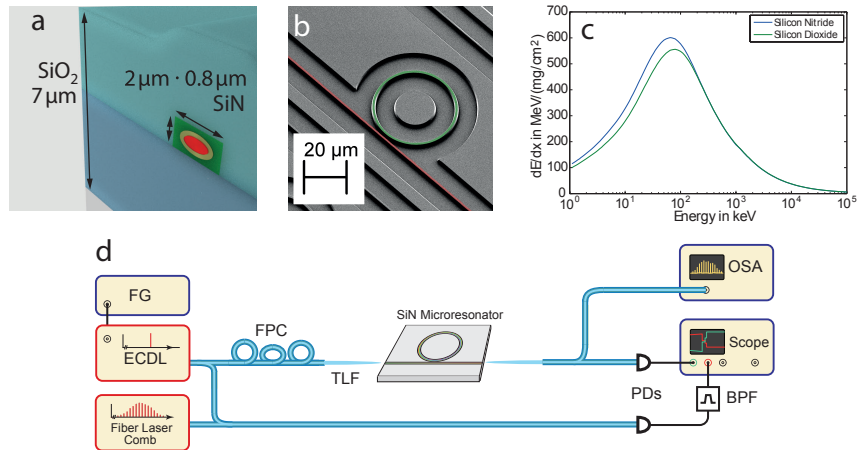 a
SiO2
7 μm
2 μm · 0.8 μm
SiN
b
20 μm
c
700
600
500
400
300
200
100
0
dE/dx in MeV/(mg/cm²)
10⁰
10¹
10²
10³
10⁴
10⁵
Energy in keV
Silicon Nitride
Silicon Dioxide
d
FG
ECDL
Fiber Laser
Comb
FPC
TLF
SiN Microresonator
OSA
Scope
PDs
BPF